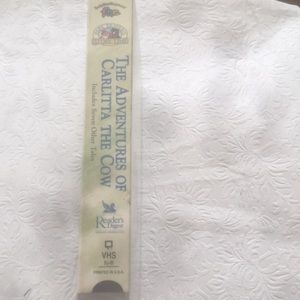 THE ADVENTURES OF
CARLITTA THE COW
Includes Seven Other Tales
Reader's
Digest
VHS
PRINTED IN U.S.A.